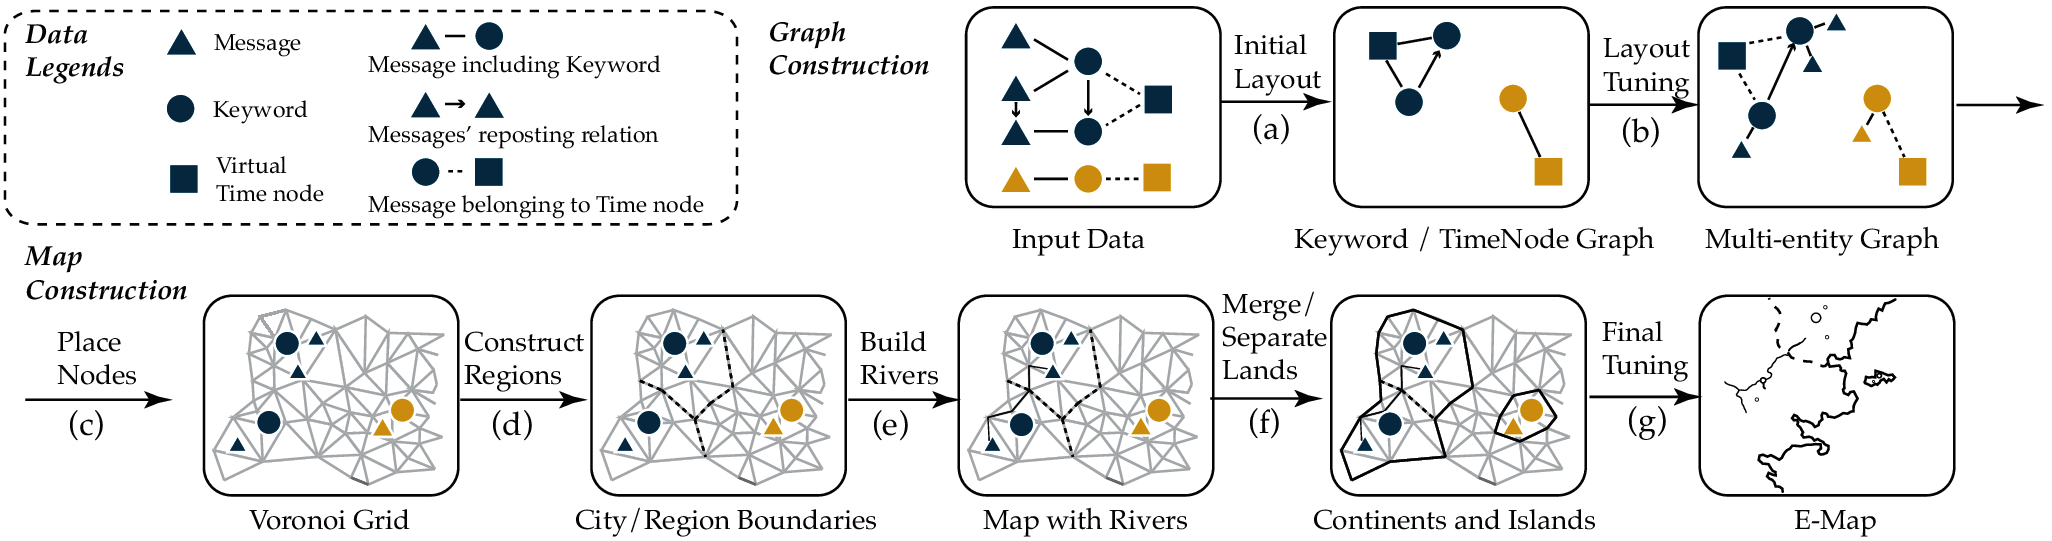 Data
Legends
Message
Keyword
Virtual
Time node
Message including Keyword
Messages' reposting relation
Message belonging to Time node
Graph
Construction
Input Data
Initial
Layout
(a)
Keyword / TimeNode Graph
Layout
Tuning
(b)
Multi-entity Graph
Map
Construction
Place
Nodes
(c)
Voronoi Grid
Construct
Regions
(d)
City/Region Boundaries
Build
Rivers
(e)
Map with Rivers
Merge/
Separate
Lands
(f)
Continents and Islands
Final
Tuning
(g)
E-Map